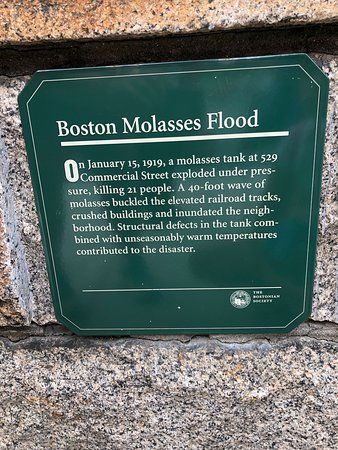 Boston Molasses Flood
On January 15, 1919, a molasses tank at 529
Commercial Street exploded under pres-
sure, killing 21 people. A 40-foot wave of
molasses buckled the elevated railroad tracks,
crushed buildings and inundated the neigh-
borhood. Structural defects in the tank com-
bined with unseasonably warm temperatures
contributed to the disaster.
THE
BOSTONIAN
SOCIETY